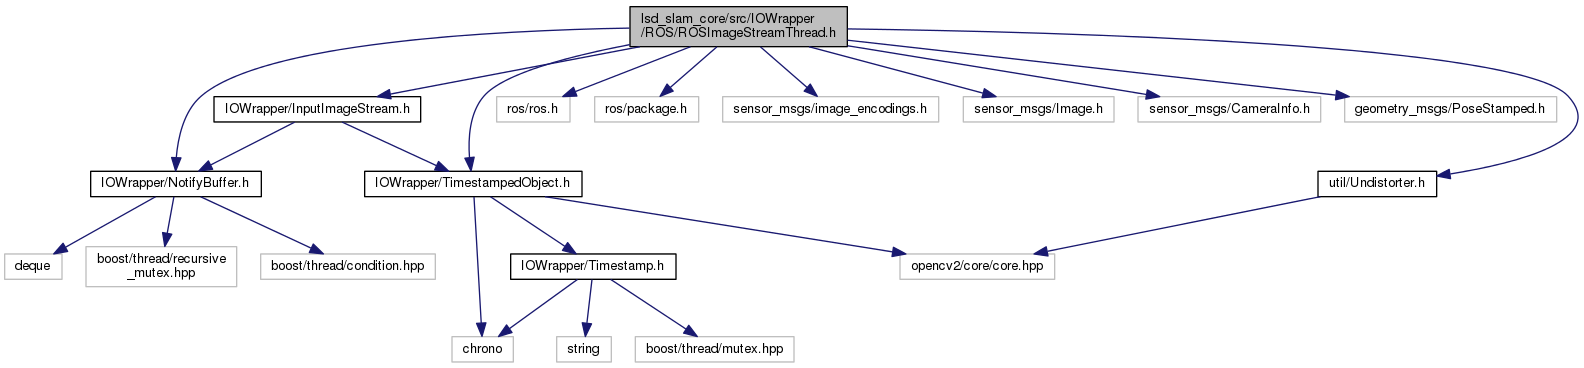 lsd_slam_core/src/IOWrapper
/ROS/ROSImageStreamThread.h
IOWrapper/InputImageStream.h
ros/ros.h
ros/package.h
sensor_msgs/image_encodings.h
sensor_msgs/Image.h
sensor_msgs/CameraInfo.h
geometry_msgs/PoseStamped.h
IOWrapper/NotifyBuffer.h
IOWrapper/TimestampedObject.h
util/Undistorter.h
deque
boost/thread/recursive
_mutex.hpp
boost/thread/condition.hpp
IOWrapper/Timestamp.h
opencv2/core/core.hpp
chrono
string
boost/thread/mutex.hpp